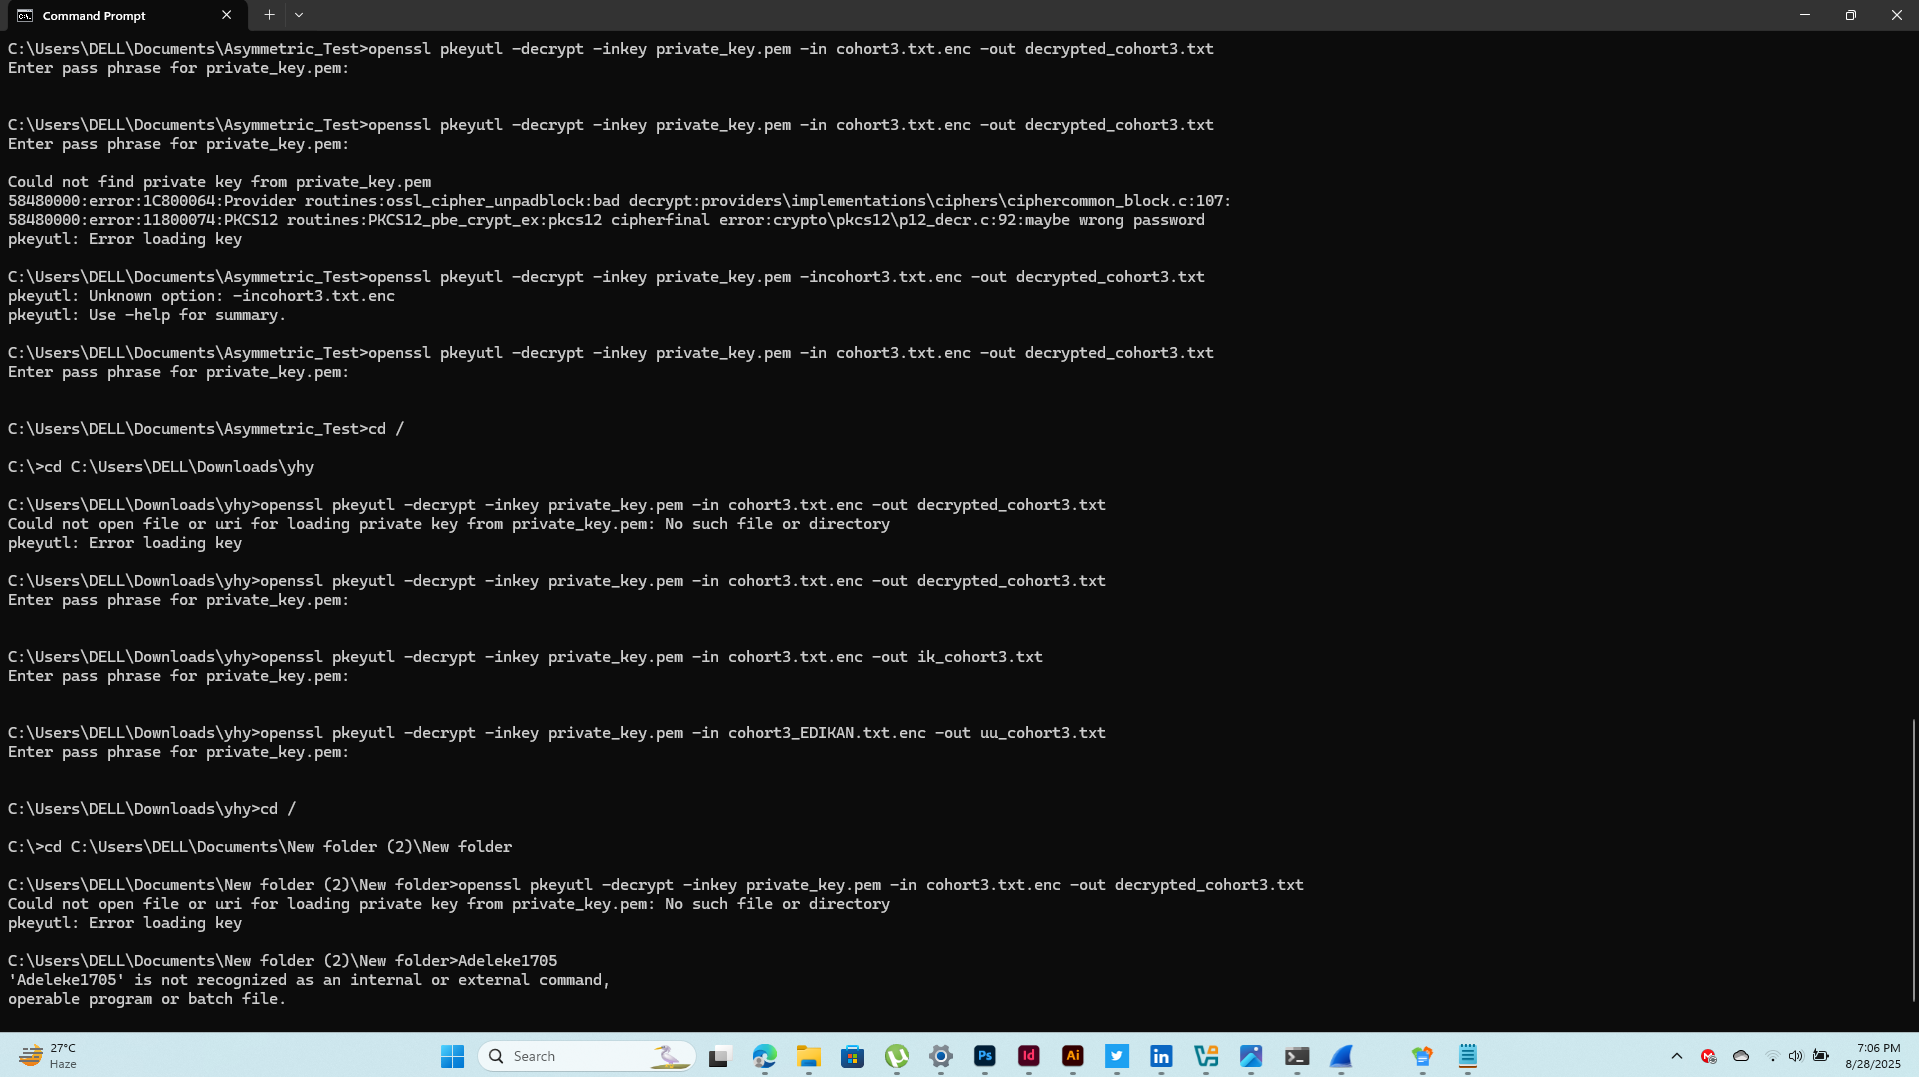 Command Prompt
C:\Users\DELL\Documents\Asymmetric_Test>openssl pkeyutl -decrypt -inkey private_key.pem -in cohort3.txt.enc -out decrypted_cohort3.txt
Enter pass phrase for private_key.pem:
C:\Users\DELL\Documents\Asymmetric_Test>openssl pkeyutl -decrypt -inkey private_key.pem -in cohort3.txt.enc -out decrypted_cohort3.txt
Enter pass phrase for private_key.pem:
Could not find private key from private_key.pem
58480000:error:1C800064:Provider routines:ossl_cipher_unpadblock:bad decrypt:providers\implementations\ciphers\ciphercommon_block.c:107:
58480000:error:11800074:PKCS12 routines:PKCS12_pbe_crypt_ex:pkcs12 cipherfinal error:crypto\pkcs12\p12_decr.c:92:maybe wrong password
pkeyutl: Error loading key
C:\Users\DELL\Documents\Asymmetric_Test>openssl pkeyutl -decrypt -inkey private_key.pem -incohort3.txt.enc -out decrypted_cohort3.txt
pkeyutl: Unknown option: -incohort3.txt.enc
pkeyutl: Use -help for summary.
C:\Users\DELL\Documents\Asymmetric_Test>openssl pkeyutl -decrypt -inkey private_key.pem -in cohort3.txt.enc -out decrypted_cohort3.txt
Enter pass phrase for private_key.pem:
C:\Users\DELL\Documents\Asymmetric_Test>cd /
C:\>cd C:\Users\DELL\Downloads\yhy
C:\Users\DELL\Downloads\yhy>openssl pkeyutl -decrypt -inkey private_key.pem -in cohort3.txt.enc -out decrypted_cohort3.txt
Could not open file or uri for loading private key from private_key.pem: No such file or directory
pkeyutl: Error loading key
C:\Users\DELL\Downloads\yhy>openssl pkeyutl -decrypt -inkey private_key.pem -in cohort3.txt.enc -out decrypted_cohort3.txt
Enter pass phrase for private_key.pem:
C:\Users\DELL\Downloads\yhy>openssl pkeyutl -decrypt -inkey private_key.pem -in cohort3.txt.enc -out ik_cohort3.txt
Enter pass phrase for private_key.pem:
C:\Users\DELL\Downloads\yhy>openssl pkeyutl -decrypt -inkey private_key.pem -in cohort3_EDIKAN.txt.enc -out uu_cohort3.txt
Enter pass phrase for private_key.pem:
C:\Users\DELL\Downloads\yhy>cd /
C:\>cd C:\Users\DELL\Documents\New folder (2)\New folder
C:\Users\DELL\Documents\New folder (2)\New folder>openssl pkeyutl -decrypt -inkey private_key.pem -in cohort3.txt.enc -out decrypted_cohort3.txt
Could not open file or uri for loading private key from private_key.pem: No such file or directory
pkeyutl: Error loading key
C:\Users\DELL\Documents\New folder (2)\New folder>Adeleke1705
'Adeleke1705' is not recognized as an internal or external command,
operable program or batch file.
27°C
Haze
Search
Ps
Id
Ai
7:06 PM
8/28/2025